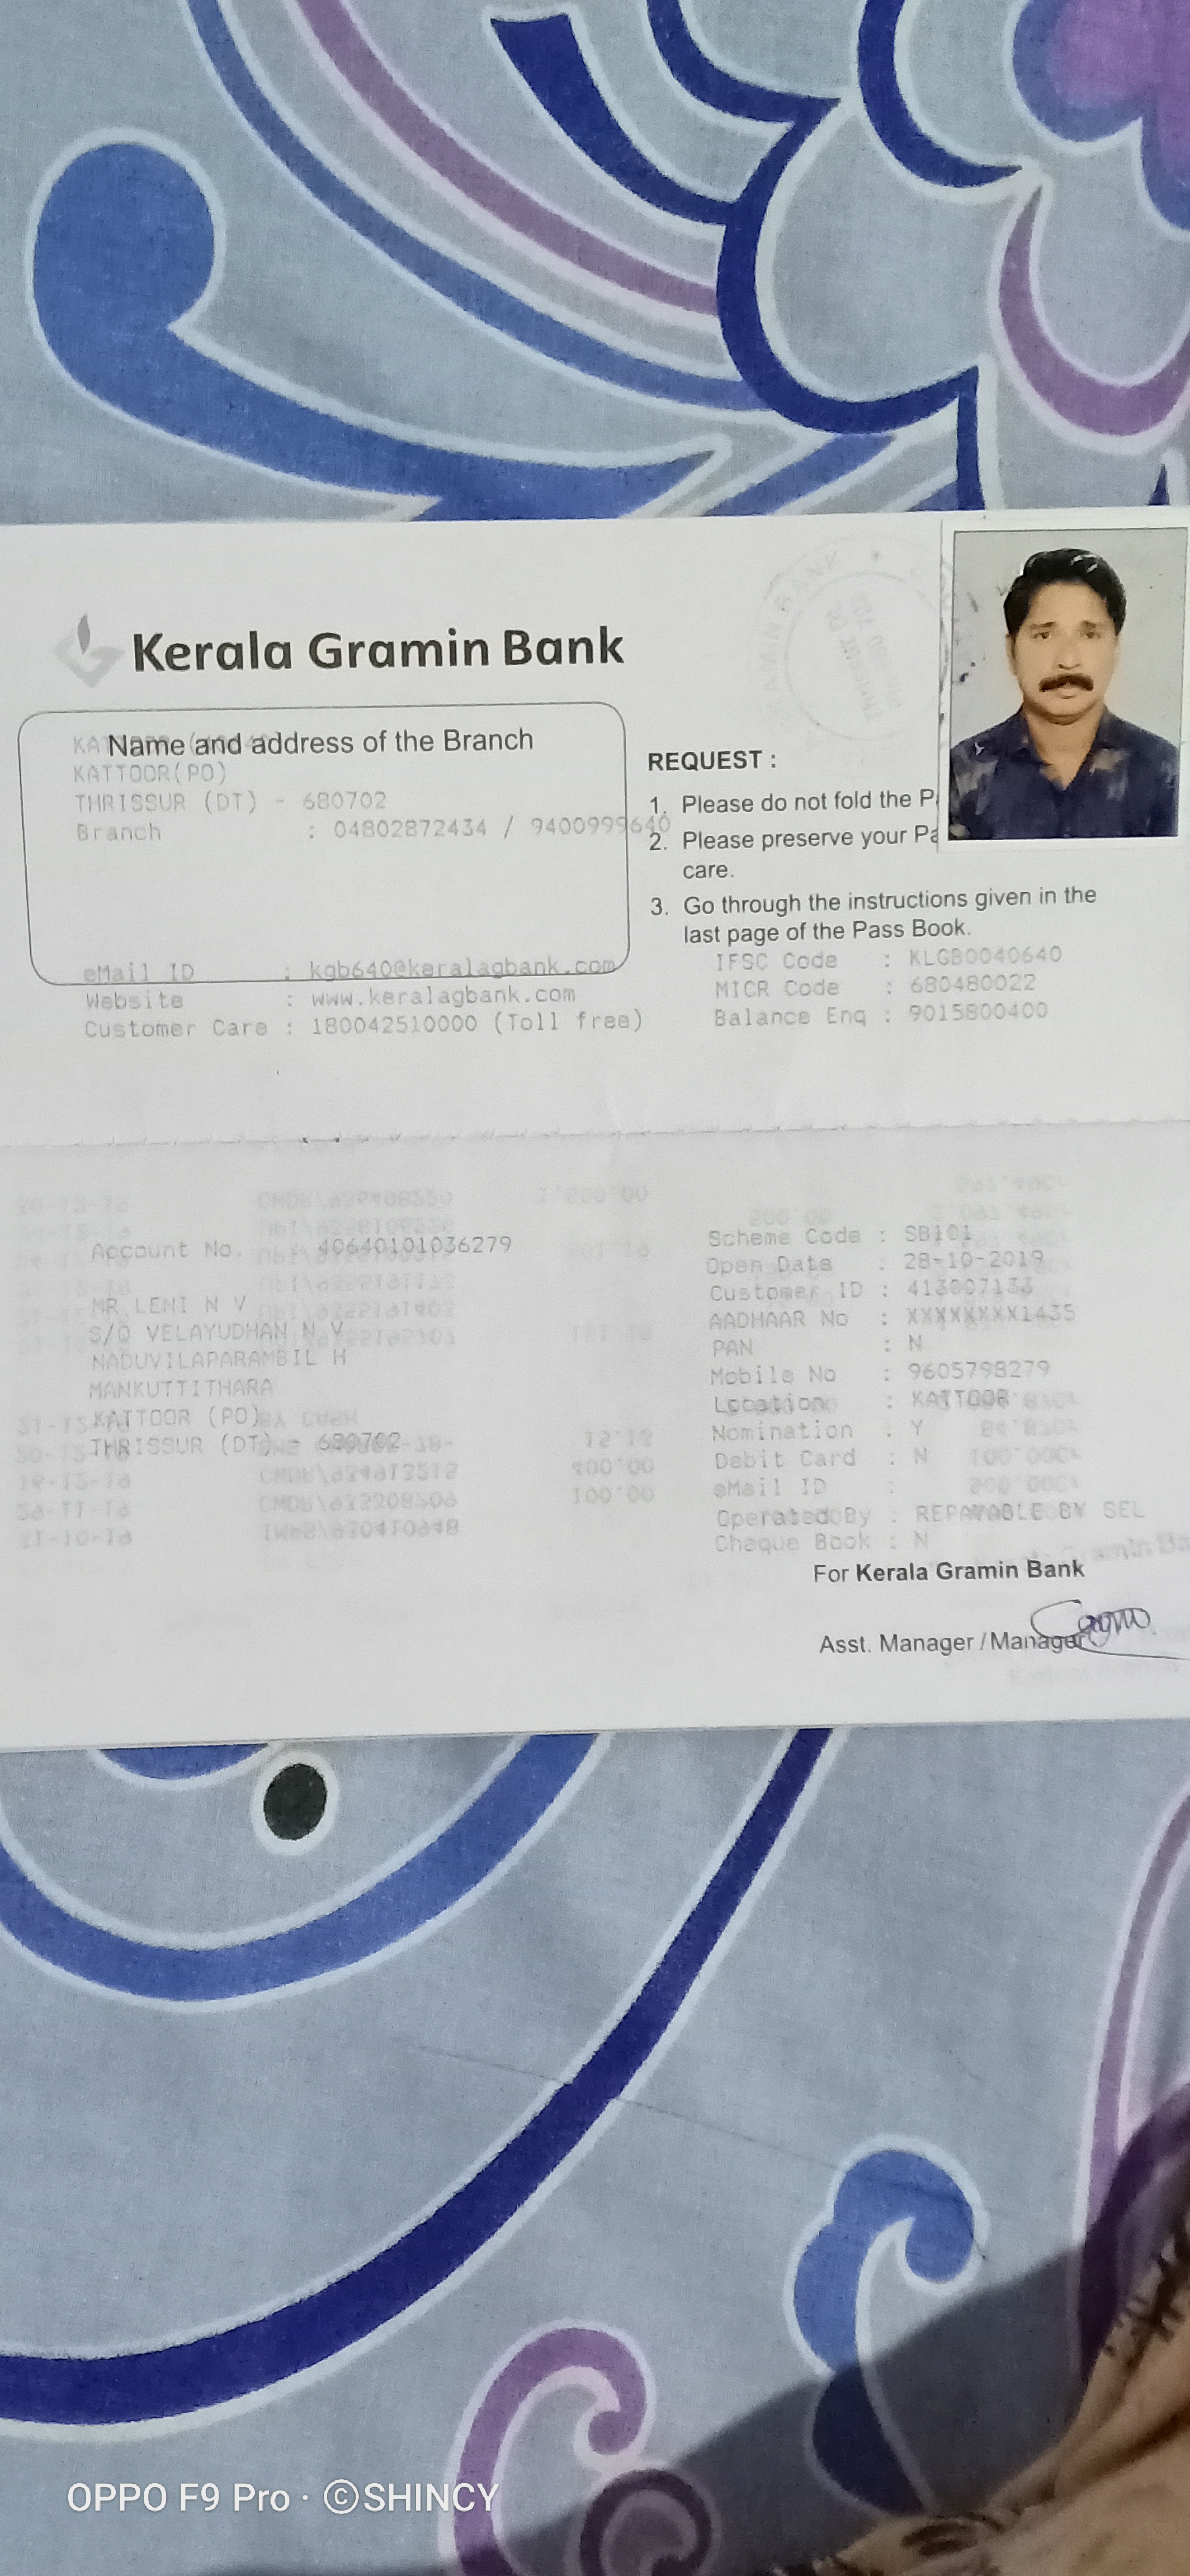 Kerala Gramin Bank
Name and address of the Branch
KATTOOR(PO)
THRISSUR (DT) - 680702
Branch : 04802872434 / 9400999640
eMail ID : kgb640@keralagbank.com
Website : www.keralagbank.com
Customer Care : 180042510000 (Toll free)
REQUEST :
1. Please do not fold the
2. Please preserve your
care.
3. Go through the instructions given in the
last page of the Pass Book.
IFSC Code : KLGB0040640
MICR Code : 680480022
Balance Enq : 9015800400
Account No. : 40640101036279
MR LENI N V
S/O VELAYUDHAN N V
NADUVILAPARAMBIL H
MANKUTTITHARA
KATTOOR (PO)
THRISSUR (DT) - 680702
Scheme Code : SB101
Open Date : 28-10-2019
Customer ID : 413007133
AADHAAR No : XXXXXXXX1435
PAN : N
Mobile No : 9605798279
Location : KATTOOR
Nomination : Y
Debit Card : N
eMail ID :
Operated By : REPAYABLE BY SEL
Cheque Book : N
For Kerala Gramin Bank
Asst. Manager / Manager
OPPO F9 Pro · ©SHINCY